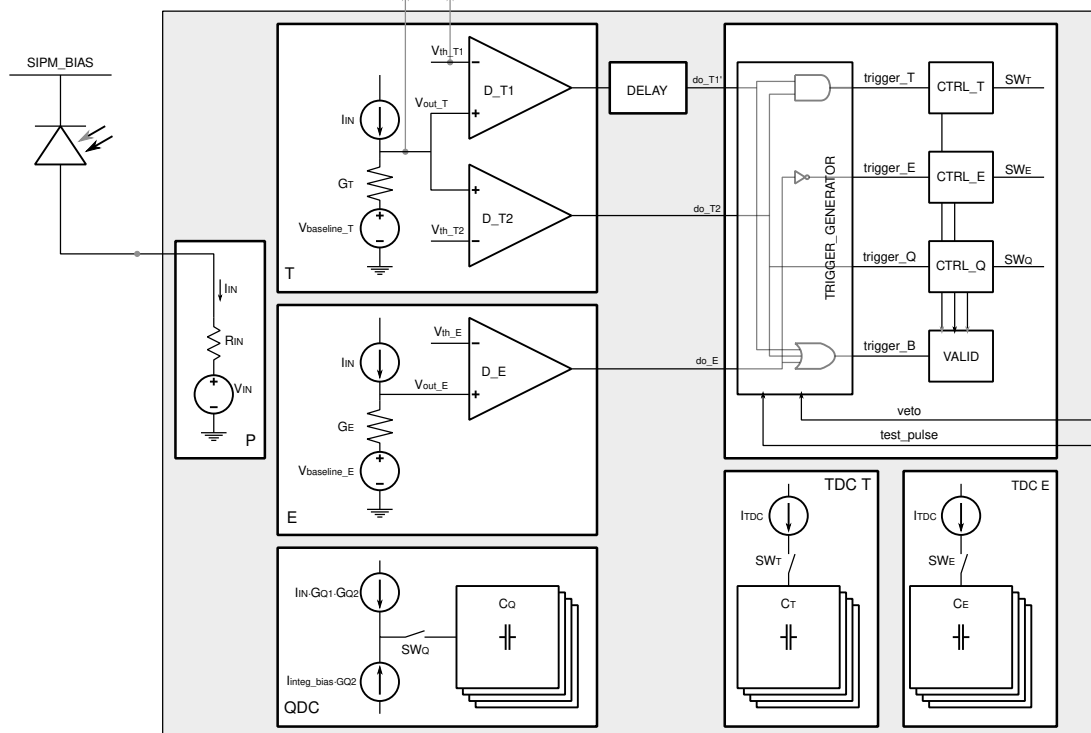 SIPM_BIAS
IIN
RIN
VIN
P
Vth_T1
D_T1
Vout_T
IIN
GT
Vbaseline_T
D_T2
Vth_T2
T
DELAY
do_T1'
do_T2
Vth_E
D_E
Vout_E
IIN
GE
Vbaseline_E
E
do_E
TRIGGER_GENERATOR
trigger_T
CTRL_T
SWT
trigger_E
CTRL_E
SWE
trigger_Q
CTRL_Q
SWQ
trigger_B
VALID
veto
test_pulse
IIN·GQ1·GQ2
SWQ
CQ
Iinteg_bias·GQ2
QDC
TDC T
ITDC
SWT
CT
TDC E
ITDC
SWE
CE